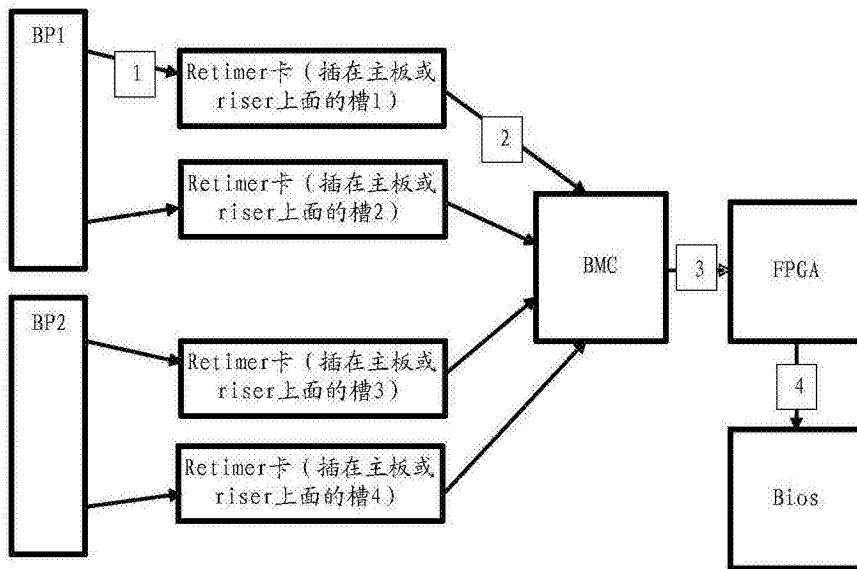 BP1
1
Retimer卡（插在主板或
riser上面的槽1）
2
Retimer卡（插在主板或
riser上面的槽2）
BMC
3
FPGA
BP2
Retimer卡（插在主板或
riser上面的槽3）
4
Retimer卡（插在主板或
riser上面的槽4）
Bios